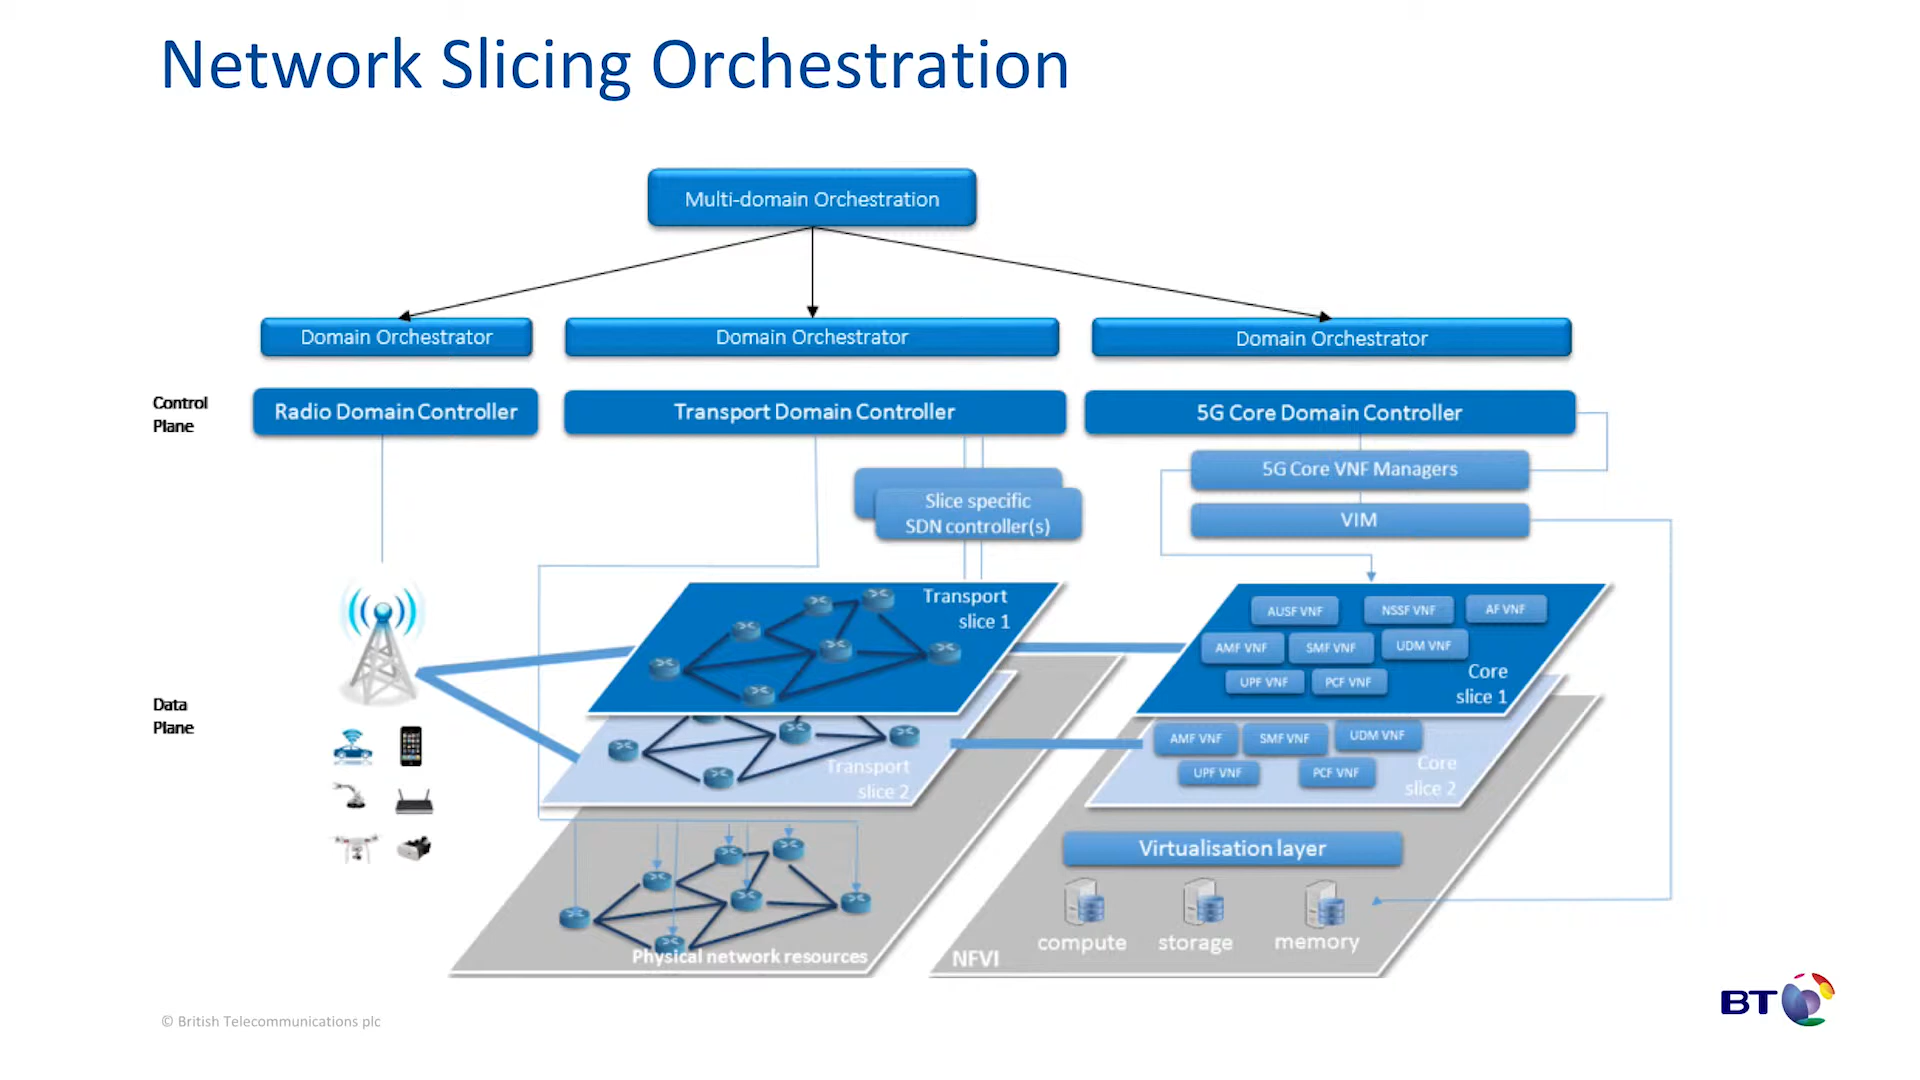 Network Slicing Orchestration
Multi-domain Orchestration
Domain Orchestrator
Domain Orchestrator
Domain Orchestrator
Control
Plane
Radio Domain Controller
Transport Domain Controller
5G Core Domain Controller
5G Core VNF Managers
Slice specific
SDN controller(s)
VIM
Transport
slice 1
AUSF VNF
NSSF VNF
AF VNF
AMF VNF
SMF VNF
UDM VNF
UPF VNF
PCF VNF
Core
slice 1
Data
Plane
Transport
slice 2
AMF VNF
SMF VNF
UDM VNF
UPF VNF
PCF VNF
Core
slice 2
Virtualisation layer
compute
storage
memory
Physical network resources
NFVI
BT
© British Telecommunications plc